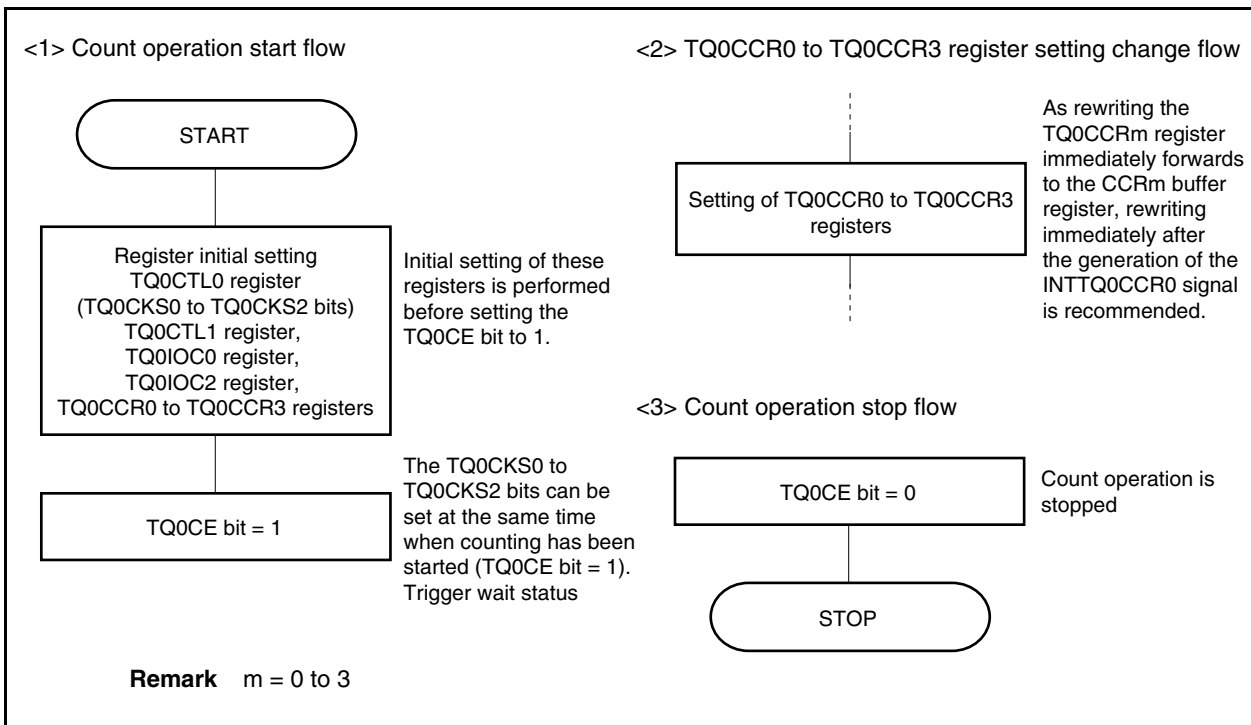 <1> Count operation start flow
START
Register initial setting
TQ0CTL0 register
(TQ0CKS0 to TQ0CKS2 bits)
TQ0CTL1 register,
TQ0IOC0 register,
TQ0IOC2 register,
TQ0CCR0 to TQ0CCR3 registers
Initial setting of these
registers is performed
before setting the
TQ0CE bit to 1.
TQ0CE bit = 1
The TQ0CKS0 to
TQ0CKS2 bits can be
set at the same time
when counting has been
started (TQ0CE bit = 1).
Trigger wait status
<2> TQ0CCR0 to TQ0CCR3 register setting change flow
Setting of TQ0CCR0 to TQ0CCR3
registers
As rewriting the
TQ0CCRm register
immediately forwards
to the CCRm buffer
register, rewriting
immediately after
the generation of the
INTTQ0CCR0 signal
is recommended.
<3> Count operation stop flow
TQ0CE bit = 0
Count operation is
stopped
STOP
Remark m = 0 to 3